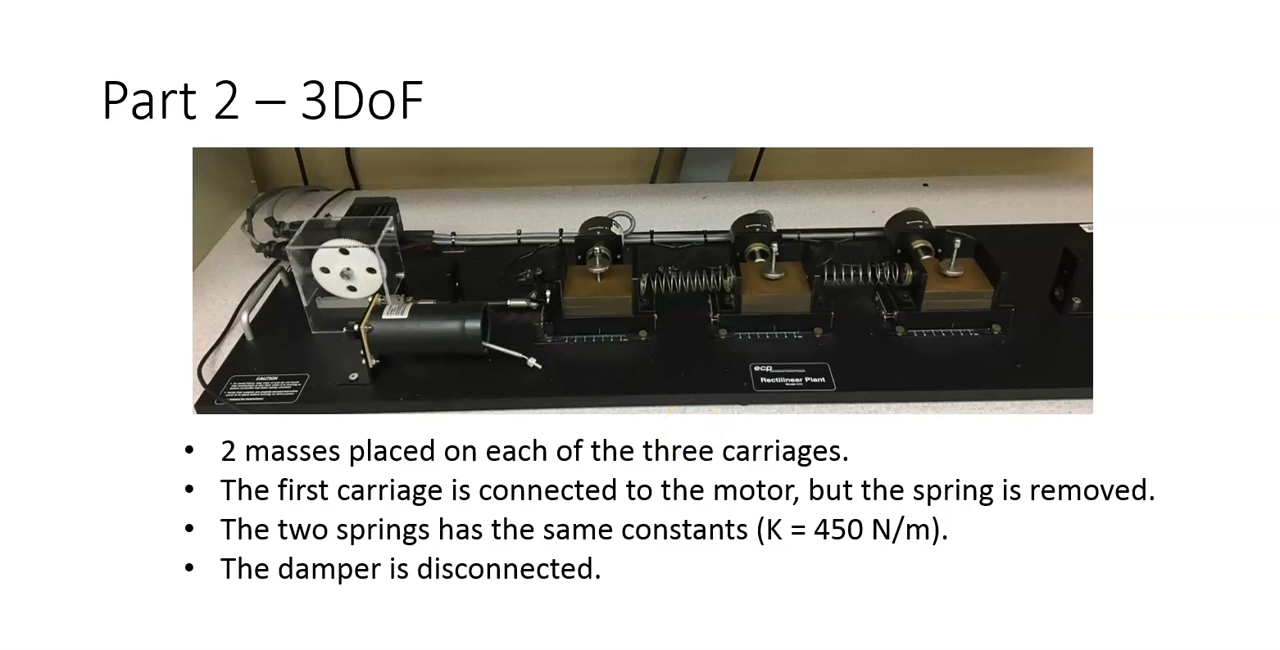 Part 2 – 3DoF
CAUTION
ecp
Rectilinear Plant
• 2 masses placed on each of the three carriages.
• The first carriage is connected to the motor, but the spring is removed.
• The two springs has the same constants (K = 450 N/m).
• The damper is disconnected.